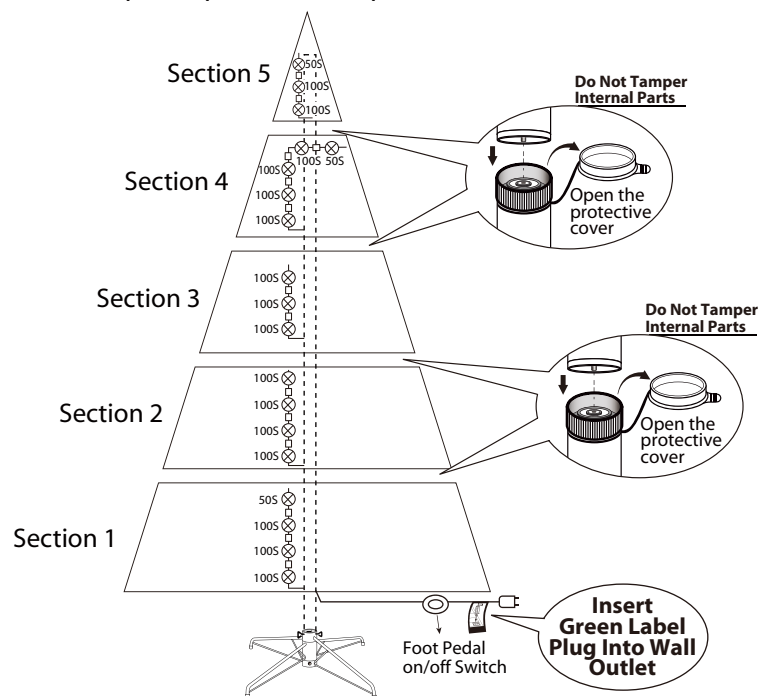 Section 5
50S
100S
100S
Do Not Tamper
Internal Parts
Open the
protective
cover
Section 4
100S 50S
100S
100S
100S
Section 3
100S
100S
100S
Do Not Tamper
Internal Parts
Open the
protective
cover
Section 2
100S
100S
100S
100S
Section 1
50S
100S
100S
100S
Foot Pedal
on/off Switch
Insert
Green Label
Plug Into Wall
Outlet